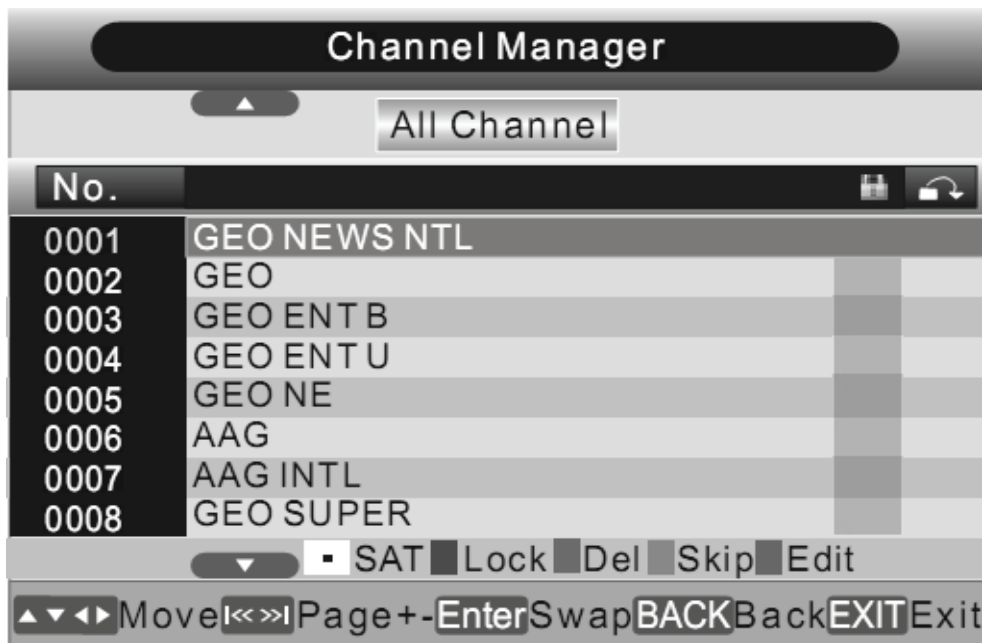 Channel Manager
All Channel
No.
0001 GEO NEWS NTL
0002 GEO
0003 GEO ENT B
0004 GEO ENT U
0005 GEO NE
0006 AAG
0007 AAG INTL
0008 GEO SUPER
SAT Lock Del Skip Edit
Move Page+- Enter Swap BACK Back EXIT Exit